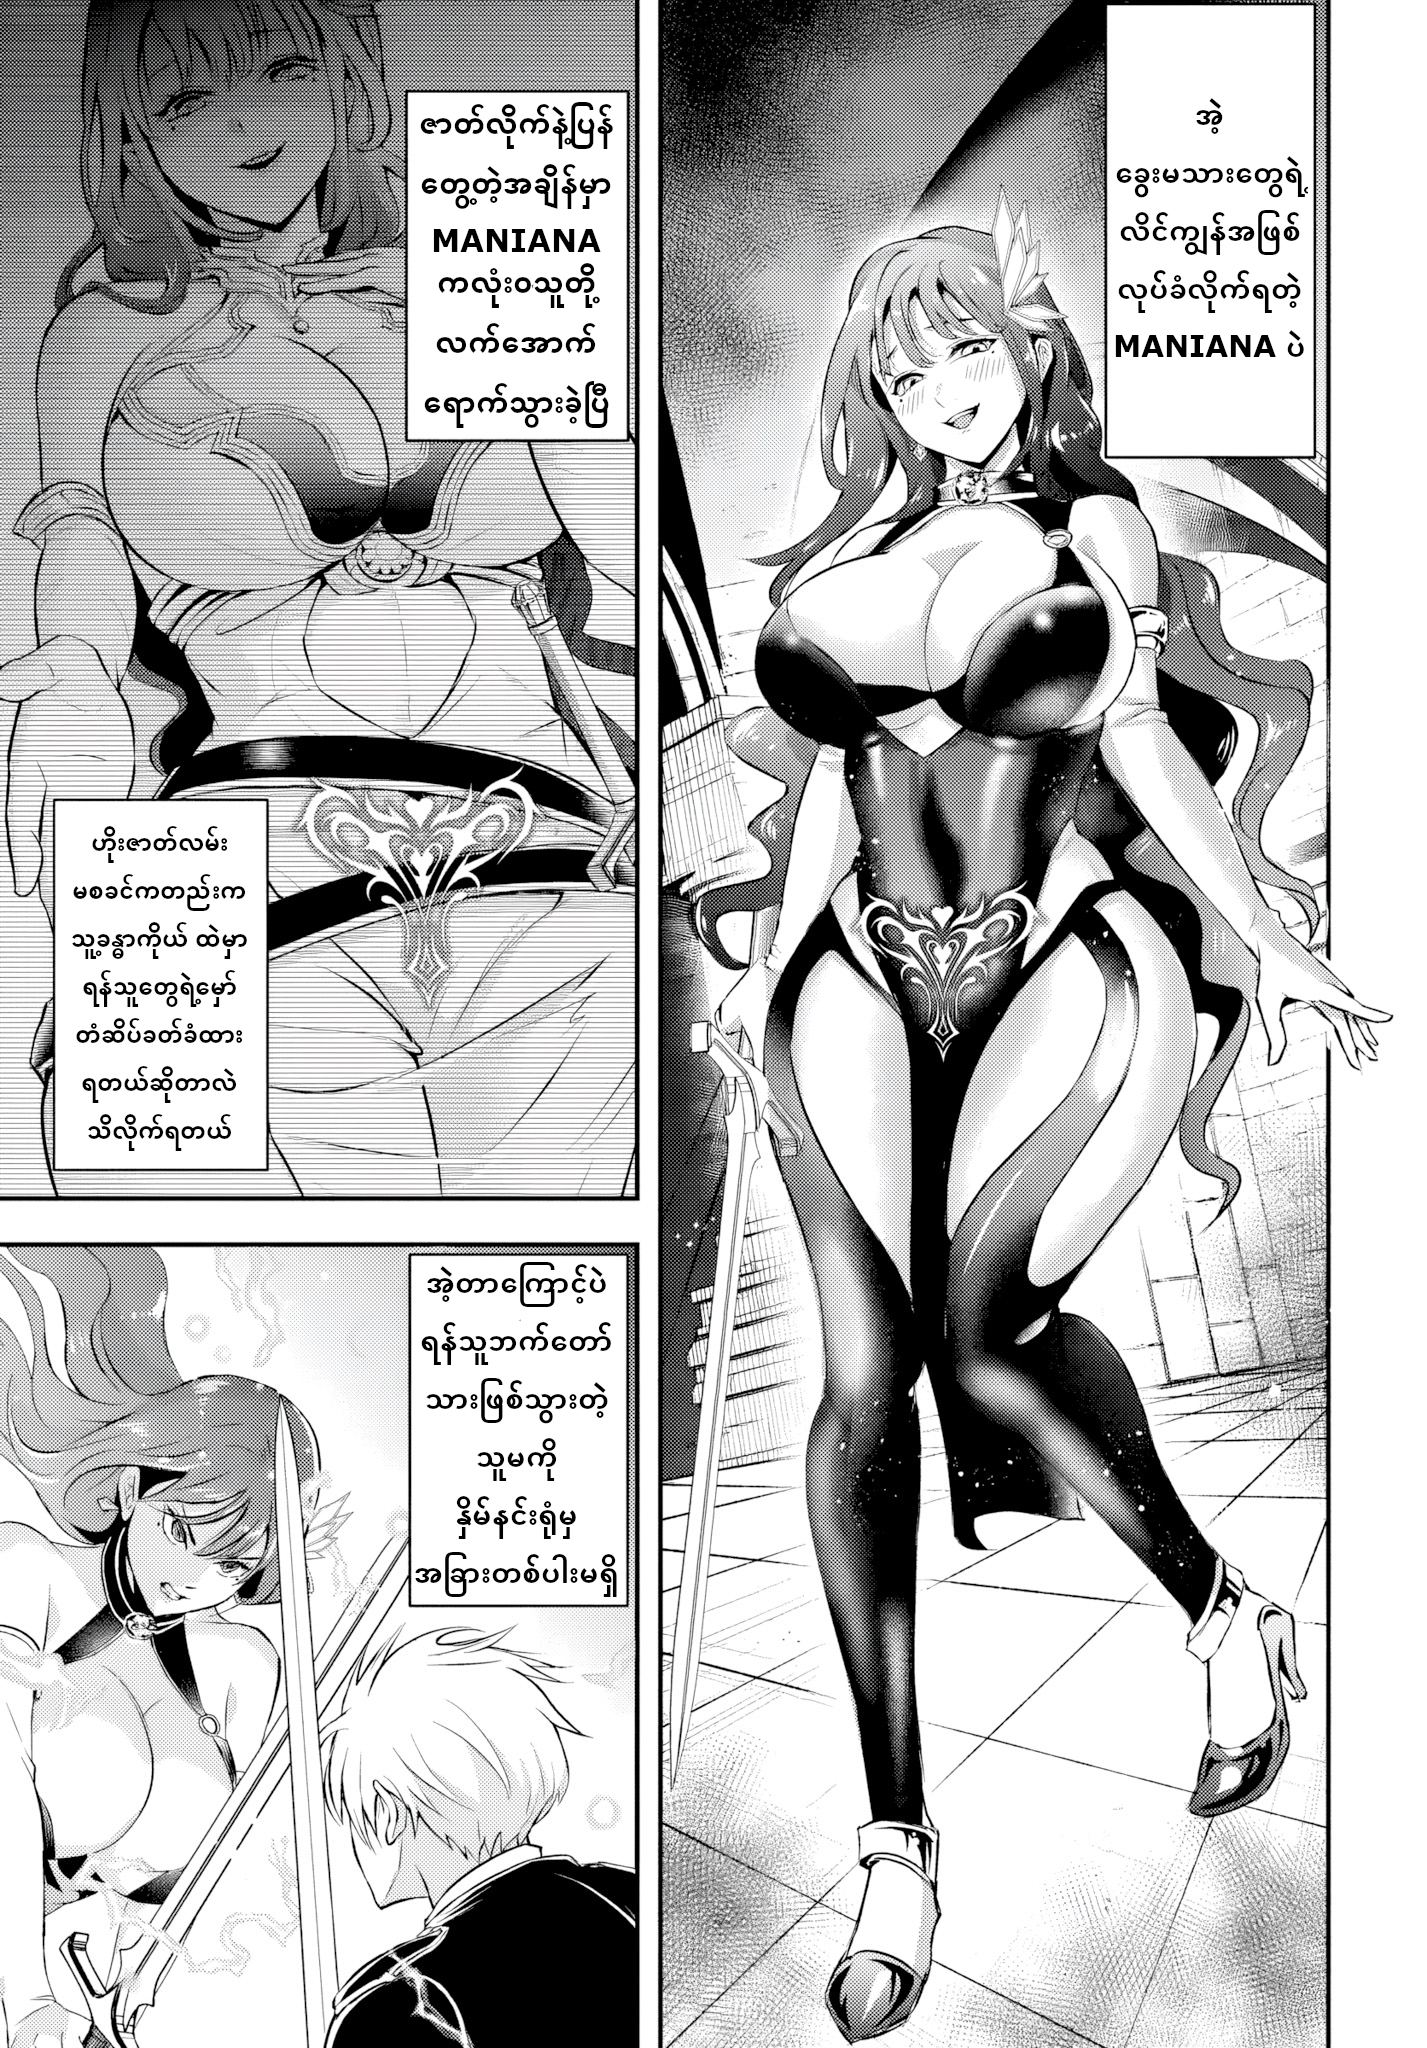 အဲ့
ခွေးမသားတွေရဲ့
လိင်ကျွန်အဖြစ်
လုပ်ခံလိုက်ရတဲ့
MANIANA ပဲ
ဇာတ်လိုက်နဲ့ပြန်
တွေ့တဲ့အချိန်မှာ
MANIANA
ကလုံးဝသူတို့
လက်အောက်
ရောက်သွားခဲ့ပြီ
ဟိုးဇာတ်လမ်း
မစခင်ကတည်းက
သူ့ခန္ဓာကိုယ် ထဲမှာ
ရန်သူတွေရဲ့မှော်
တံဆိပ်ခတ်ခံထား
ရတယ်ဆိုတာလဲ
သိလိုက်ရတယ်
အဲ့တာကြောင့်ပဲ
ရန်သူဘက်တော်
သားဖြစ်သွားတဲ့
သူမကို
နှိမ်နင်းရုံမှ
အခြားတစ်ပါးမရှိ